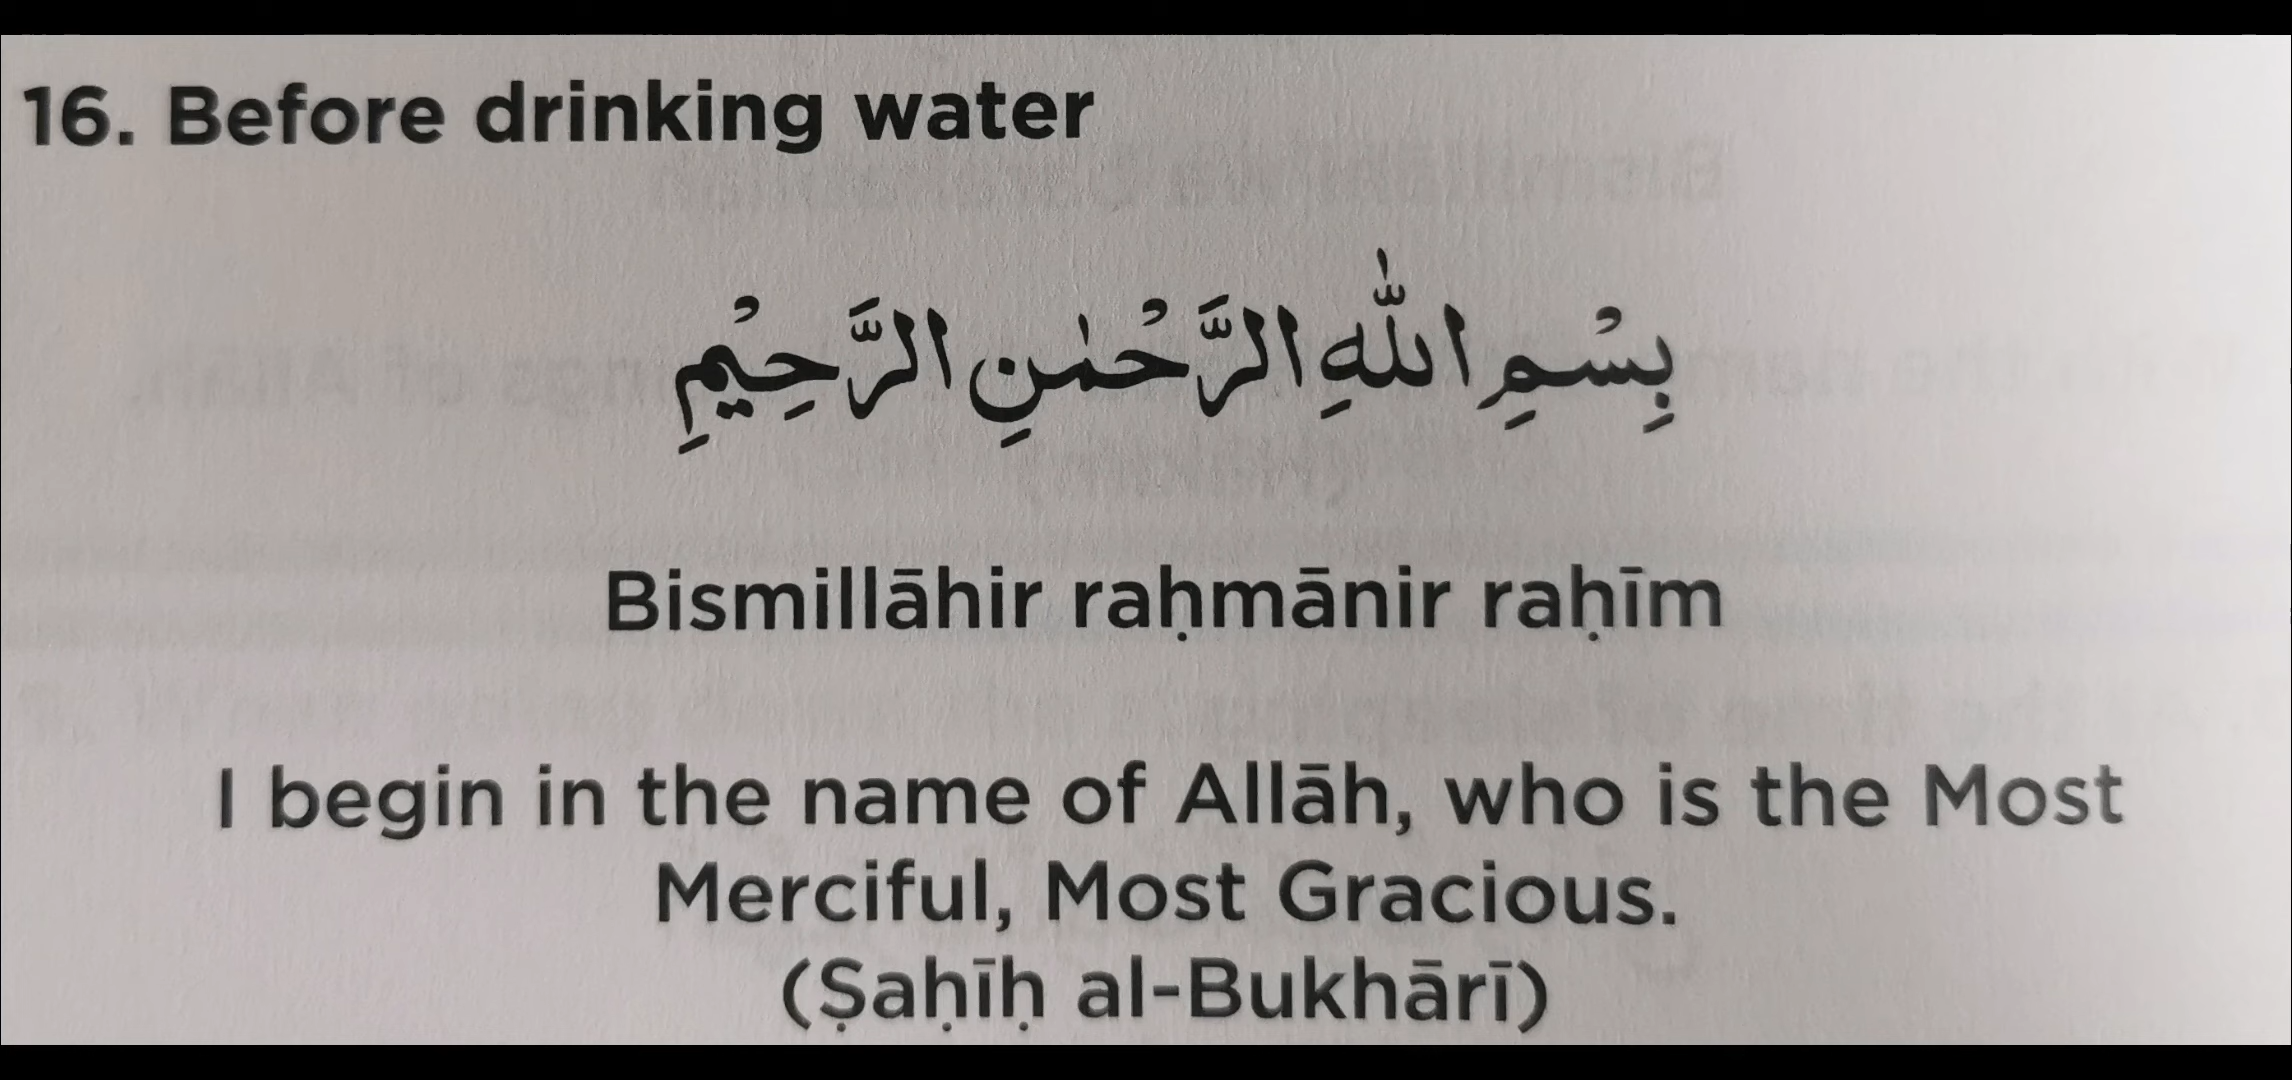 16. Before drinking water
بِسْمِ اللّٰهِ الرَّحْمٰنِ الرَّحِيْمِ
Bismillāhir raḥmānir raḥīm
I begin in the name of Allāh, who is the Most
Merciful, Most Gracious.
(Ṣaḥīḥ al-Bukhārī)